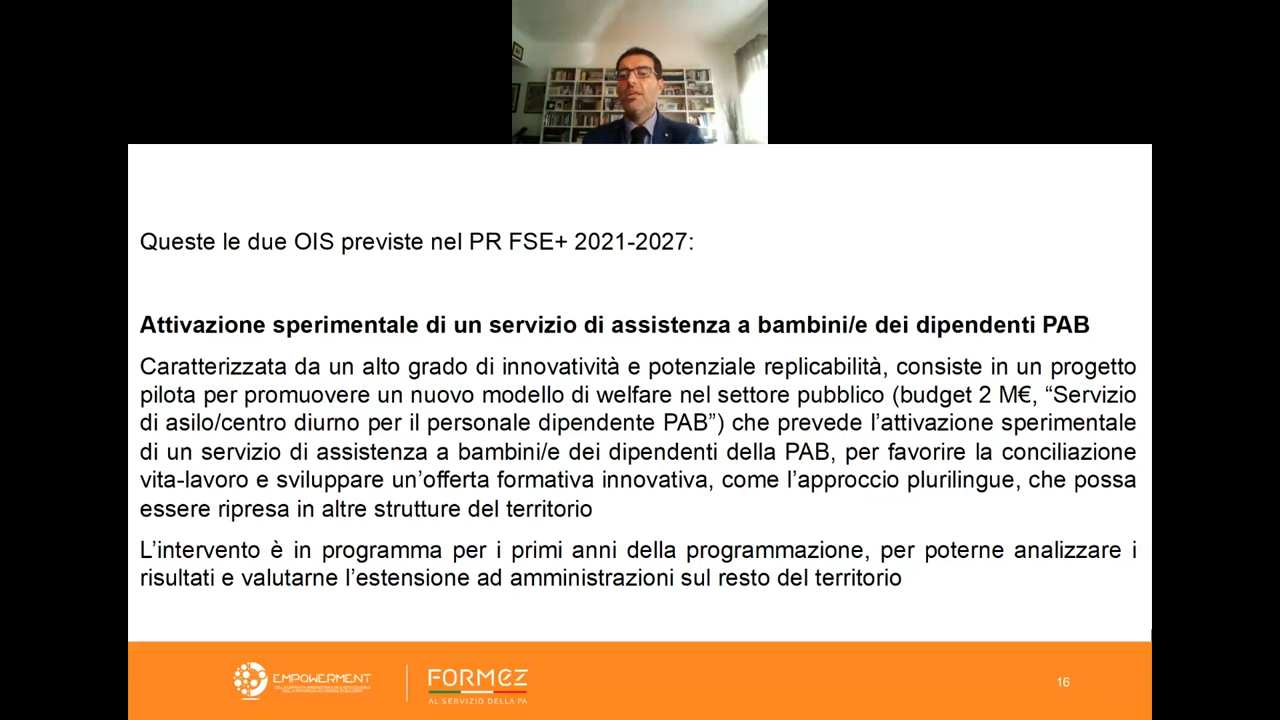 Queste le due OIS previste nel PR FSE+ 2021-2027:
Attivazione sperimentale di un servizio di assistenza a bambini/e dei dipendenti PAB
Caratterizzata da un alto grado di innovatività e potenziale replicabilità, consiste in un progetto
pilota per promuovere un nuovo modello di welfare nel settore pubblico (budget 2 M€, “Servizio
di asilo/centro diurno per il personale dipendente PAB”) che prevede l’attivazione sperimentale
di un servizio di assistenza a bambini/e dei dipendenti della PAB, per favorire la conciliazione
vita-lavoro e sviluppare un’offerta formativa innovativa, come l’approccio plurilingue, che possa
essere ripresa in altre strutture del territorio
L’intervento è in programma per i primi anni della programmazione, per poterne analizzare i
risultati e valutarne l’estensione ad amministrazioni sul resto del territorio
EMPOWERMENT
FORMEZ
AL SERVIZIO DELLA PA
16